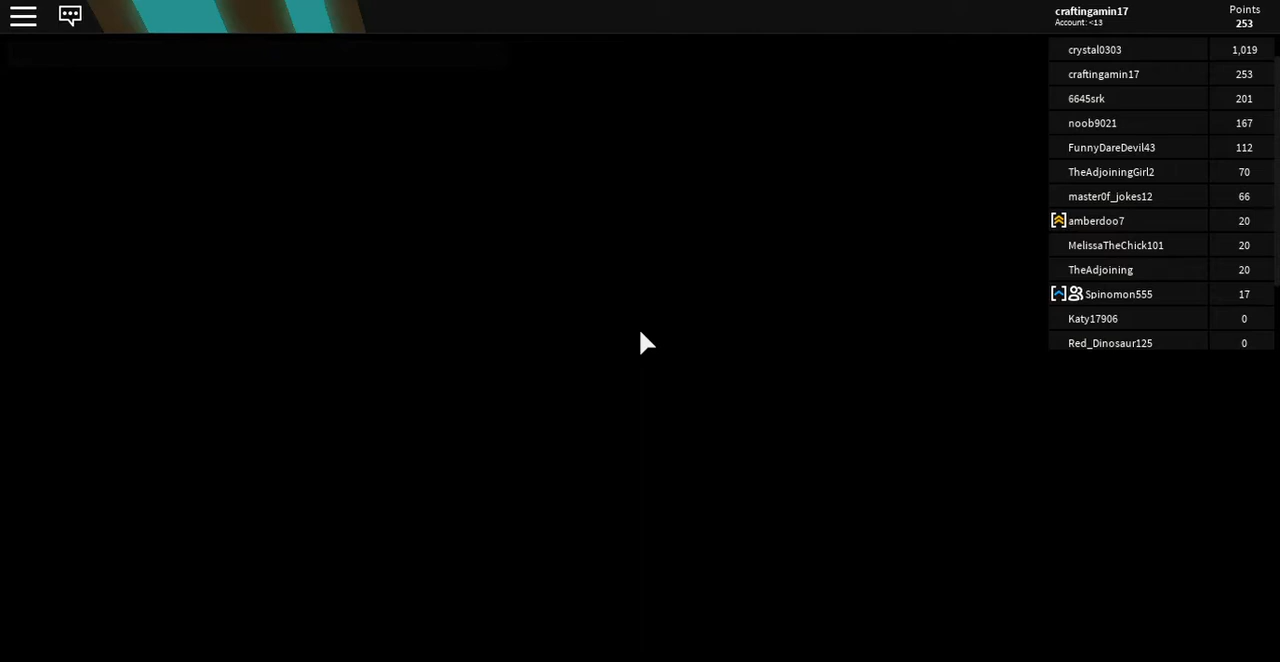 craftingamin17
Account: <13
Points
253
crystal0303 1,019
craftingamin17 253
6645srk 201
noob9021 167
FunnyDareDevil43 112
TheAdjoiningGirl2 70
master0f_jokes12 66
amberdoo7 20
MelissaTheChick101 20
TheAdjoining 20
Spinomon555 17
Katy17906 0
Red_Dinosaur125 0